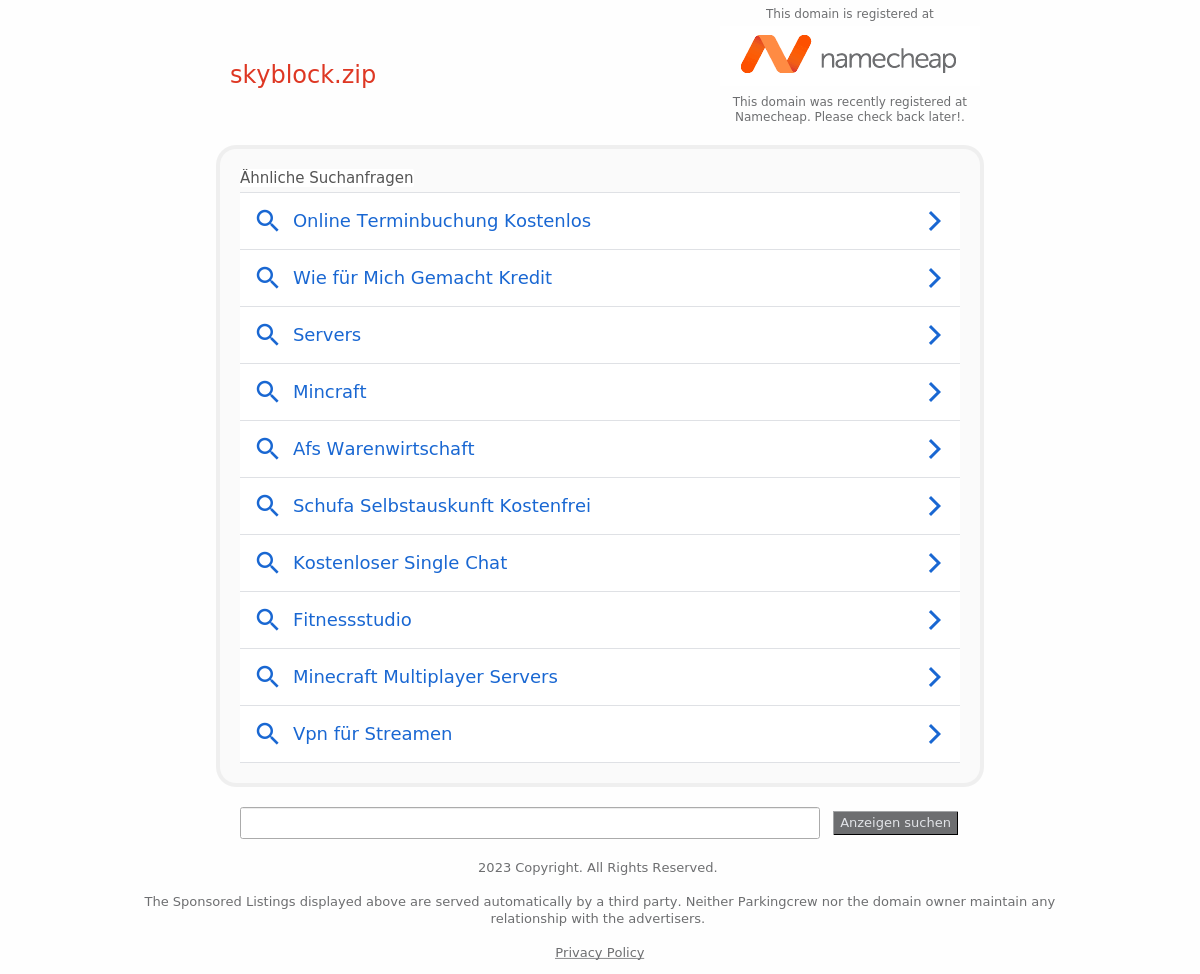 This domain is registered at
namecheap
skyblock.zip
This domain was recently registered at
Namecheap. Please check back later!.
Ähnliche Suchanfragen
Online Terminbuchung Kostenlos
Wie für Mich Gemacht Kredit
Servers
Mincraft
Afs Warenwirtschaft
Schufa Selbstauskunft Kostenfrei
Kostenloser Single Chat
Fitnessstudio
Minecraft Multiplayer Servers
Vpn für Streamen
Anzeigen suchen
2023 Copyright. All Rights Reserved.
The Sponsored Listings displayed above are served automatically by a third party. Neither Parkingcrew nor the domain owner maintain any
relationship with the advertisers.
Privacy Policy